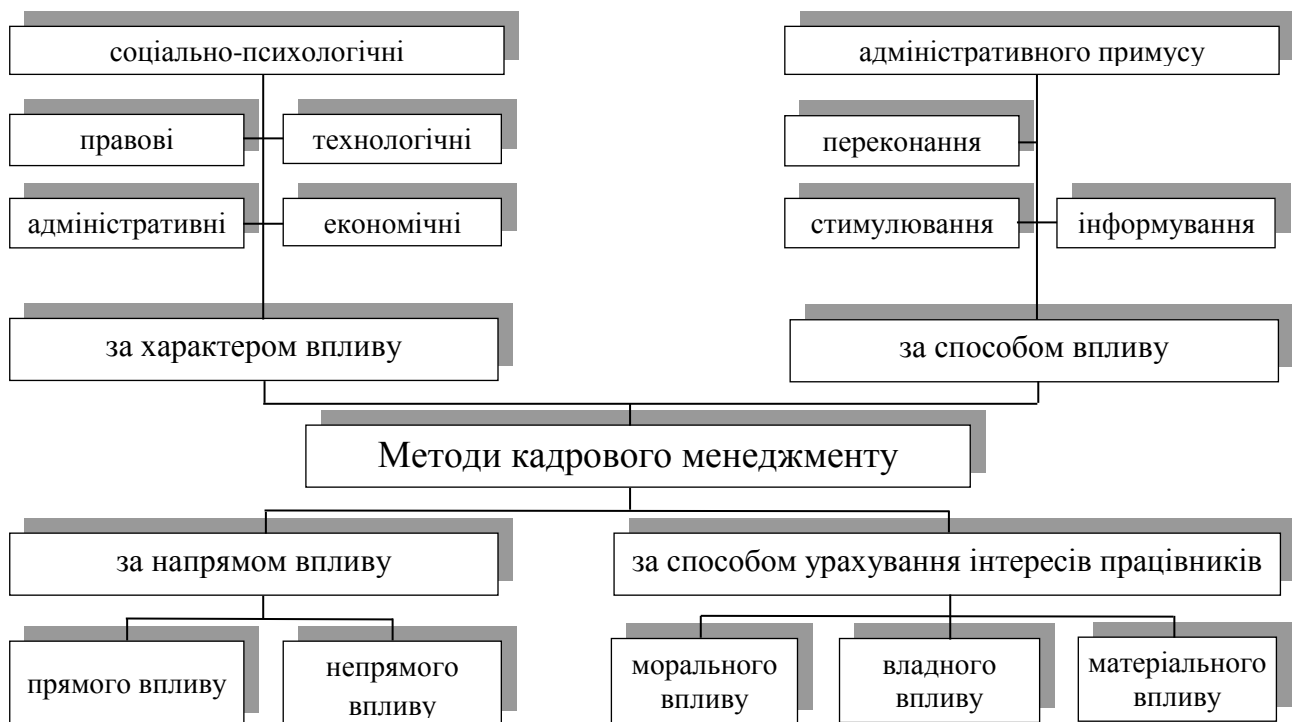 соціально-психологічні
адміністративного примусу
правові
технологічні
переконання
адміністративні
економічні
стимулювання
інформування
за характером впливу
за способом впливу
Методи кадрового менеджменту
за напрямом впливу
за способом урахування інтересів працівників
прямого впливу
непрямого
впливу
морального
впливу
владного
впливу
матеріального
впливу